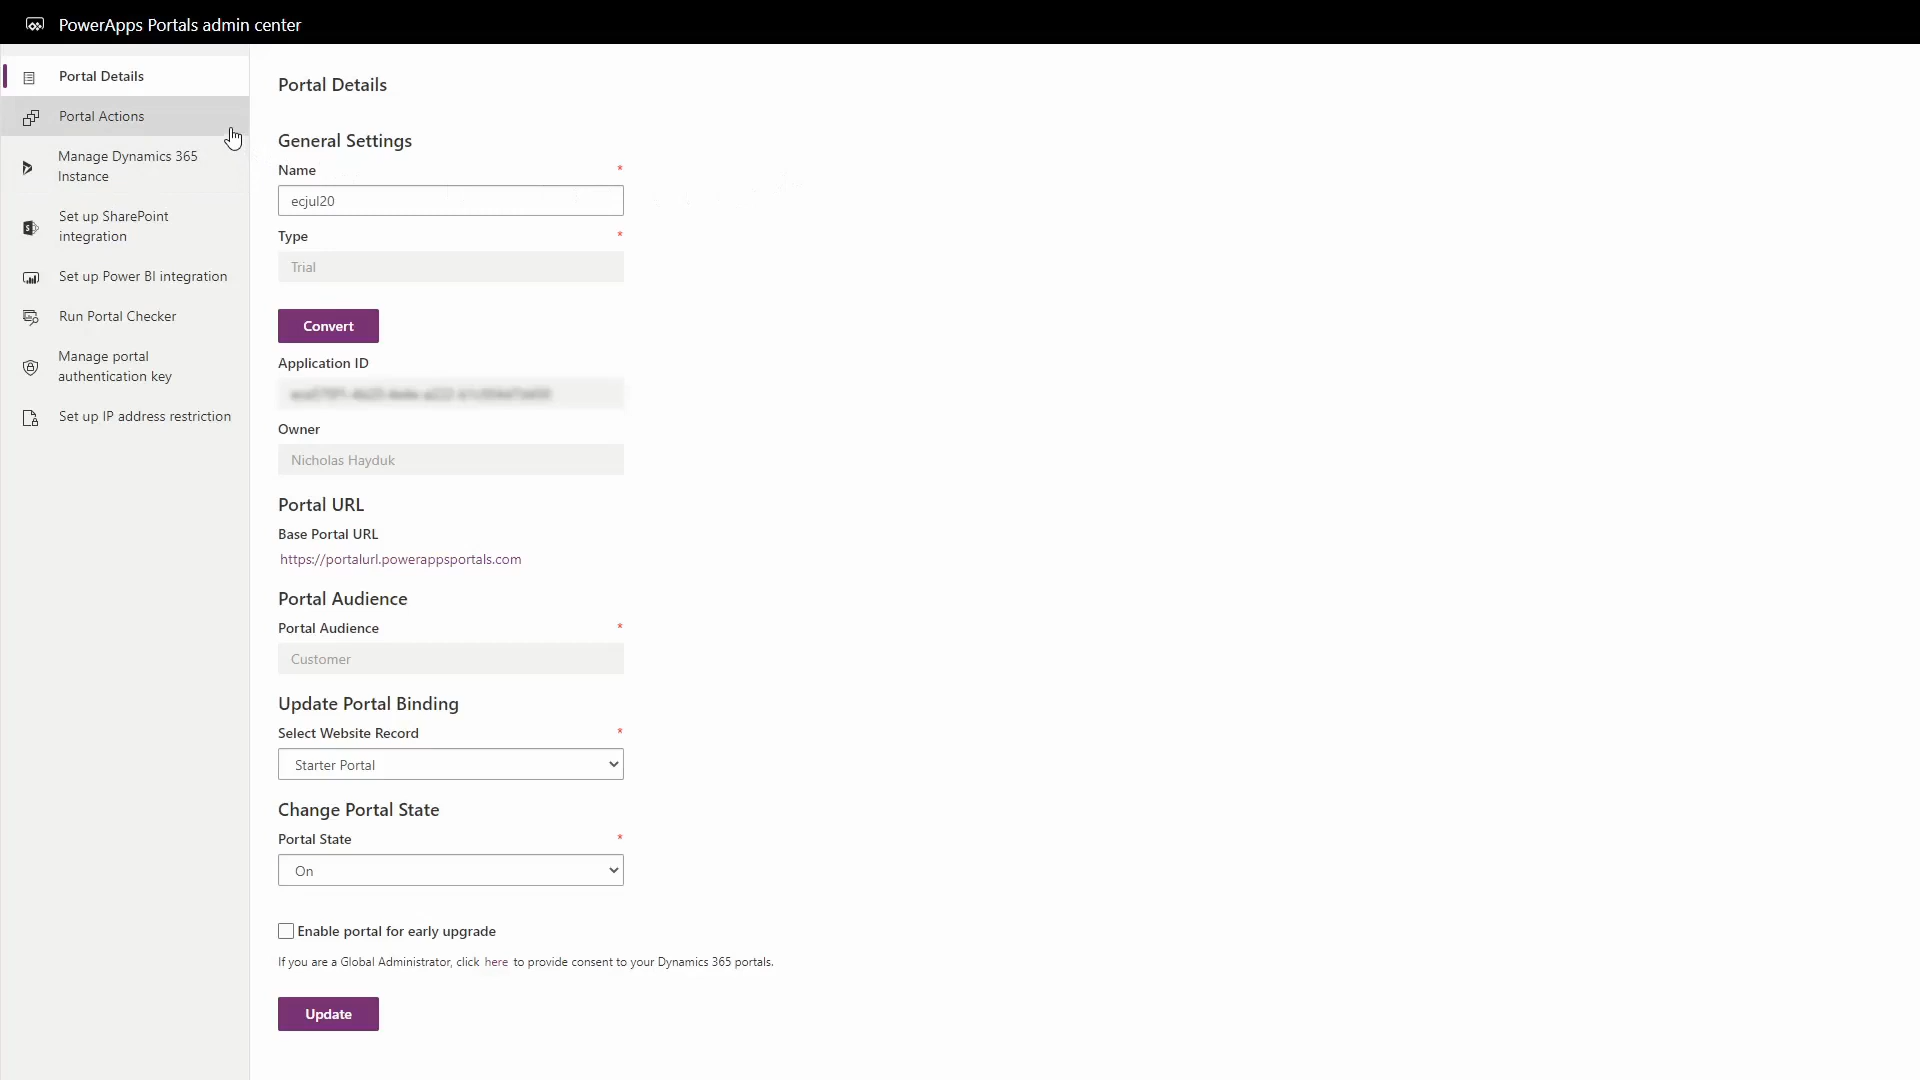 PowerApps Portals admin center
Portal Details
Portal Actions
Manage Dynamics 365
Instance
Set up SharePoint
integration
Set up Power BI integration
Run Portal Checker
Manage portal
authentication key
Set up IP address restriction
Portal Details
General Settings
Name *
ecjul20
Type *
Trial
Convert
Application ID
Owner
Nicholas Hayduk
Portal URL
Base Portal URL
https://portalurl.powerappsportals.com
Portal Audience
Portal Audience *
Customer
Update Portal Binding
Select Website Record *
Starter Portal
Change Portal State
Portal State *
On
Enable portal for early upgrade
If you are a Global Administrator, click here to provide consent to your Dynamics 365 portals.
Update